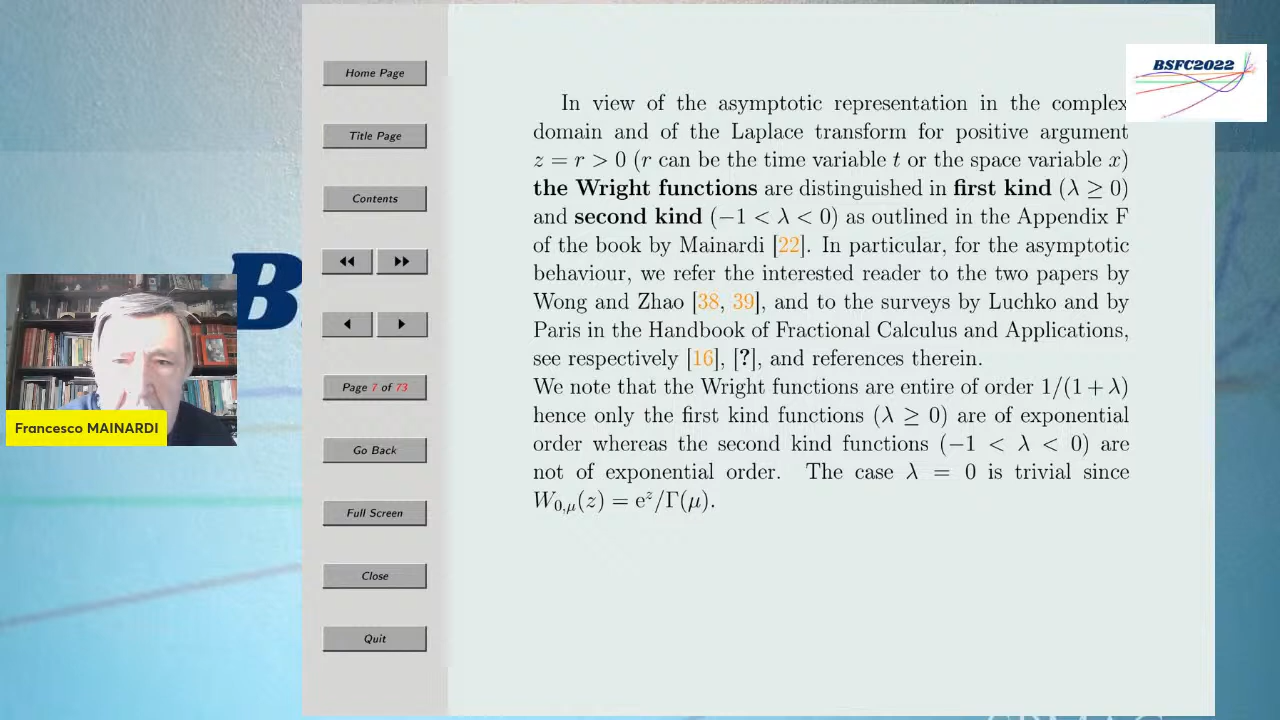 Home Page
Title Page
Contents
Page 7 of 73
Go Back
Full Screen
Close
Quit
In view of the asymptotic representation in the complex
domain and of the Laplace transform for positive argument
z = r > 0 (r can be the time variable t or the space variable x)
the Wright functions are distinguished in first kind (λ ≥ 0)
and second kind (−1 < λ < 0) as outlined in the Appendix F
of the book by Mainardi [22]. In particular, for the asymptotic
behaviour, we refer the interested reader to the two papers by
Wong and Zhao [38, 39], and to the surveys by Luchko and by
Paris in the Handbook of Fractional Calculus and Applications,
see respectively [16], [?], and references therein.
We note that the Wright functions are entire of order 1/(1 + λ)
hence only the first kind functions (λ ≥ 0) are of exponential
order whereas the second kind functions (−1 < λ < 0) are
not of exponential order. The case λ = 0 is trivial since
W₀,μ(z) = eᶻ/Γ(μ).
BSFC2022
Francesco MAINARDI